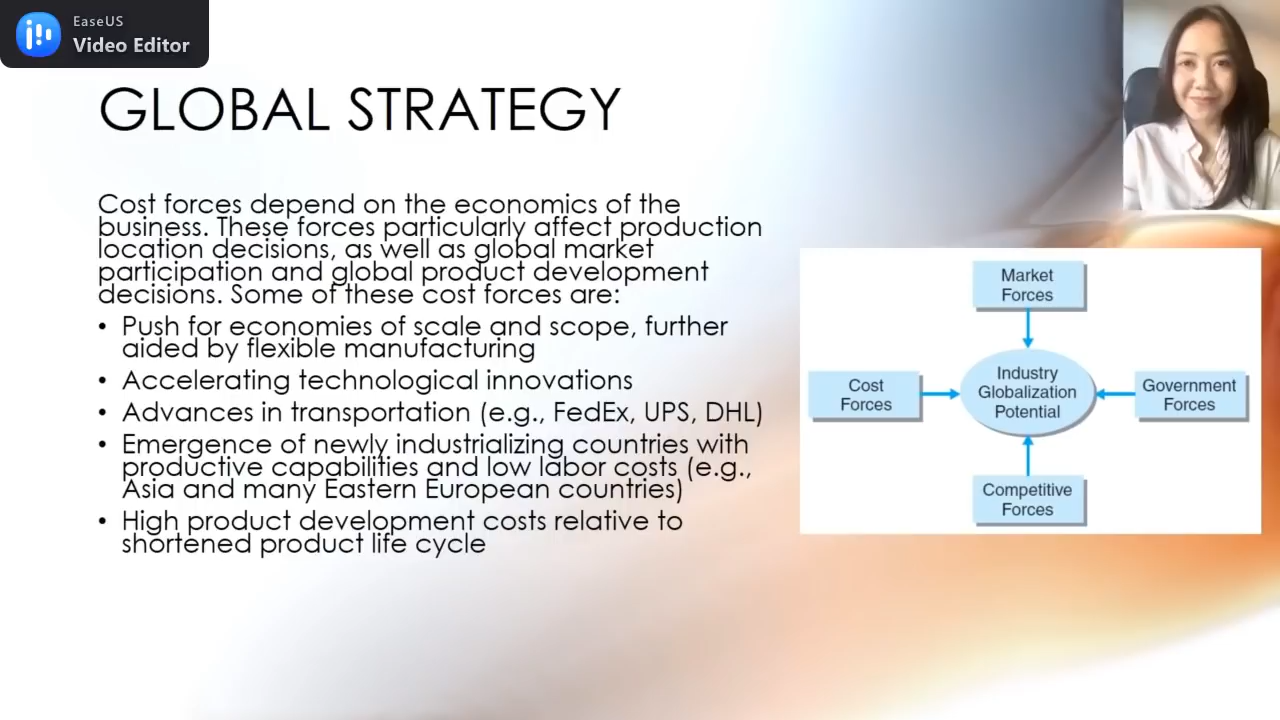 EaseUS
Video Editor
GLOBAL STRATEGY
Cost forces depend on the economics of the
business. These forces particularly affect production
location decisions, as well as global market
participation and global product development
decisions. Some of these cost forces are:
• Push for economies of scale and scope, further
aided by flexible manufacturing
• Accelerating technological innovations
• Advances in transportation (e.g., FedEx, UPS, DHL)
• Emergence of newly industrializing countries with
productive capabilities and low labor costs (e.g.,
Asia and many Eastern European countries)
• High product development costs relative to
shortened product life cycle
Market
Forces
Cost
Forces
Industry
Globalization
Potential
Government
Forces
Competitive
Forces